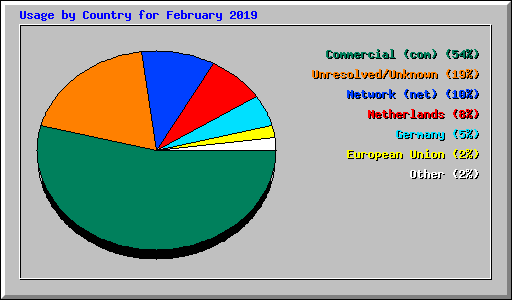 Usage by Country for February 2019
Commercial (com) (54%)
Unresolved/Unknown (19%)
Network (net) (10%)
Netherlands (8%)
Germany (5%)
European Union (2%)
Other (2%)